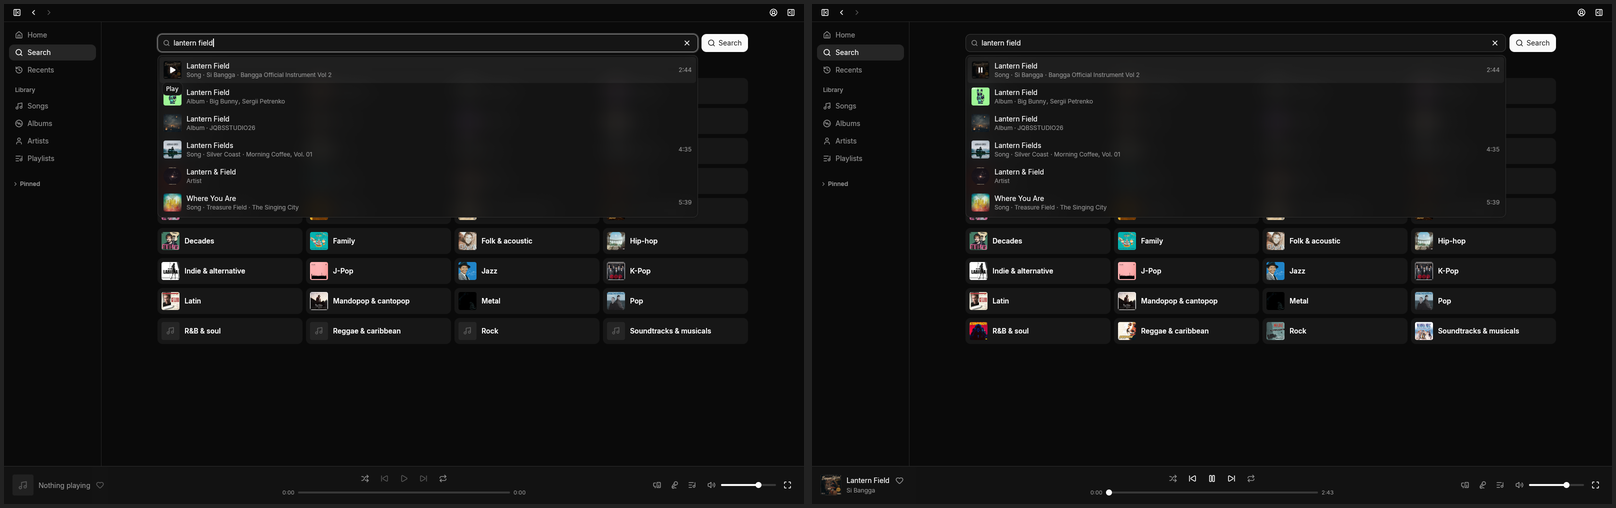 Home
Search
Recents
Library
Songs
Albums
Artists
Playlists
Pinned
lantern field
Search
Lantern Field
Song · Si Bangga · Bangga Official Instrument Vol 2
2:44
Play
Lantern Field
Album · Big Bunny, Sergii Petrenko
Lantern Field
Album · JQBSSTUDIO26
Lantern Fields
Song · Silver Coast · Morning Coffee, Vol. 01
4:35
Lantern & Field
Artist
Where You Are
Song · Treasure Field · The Singing City
5:39
Decades
Family
Folk & acoustic
Hip-hop
Indie & alternative
J-Pop
Jazz
K-Pop
Latin
Mandopop & cantopop
Metal
Pop
R&B & soul
Reggae & caribbean
Rock
Soundtracks & musicals
Nothing playing
0:00
0:00
Home
Search
Recents
Library
Songs
Albums
Artists
Playlists
Pinned
lantern field
Search
Lantern Field
Song · Si Bangga · Bangga Official Instrument Vol 2
2:44
Lantern Field
Album · Big Bunny, Sergii Petrenko
Lantern Field
Album · JQBSSTUDIO26
Lantern Fields
Song · Silver Coast · Morning Coffee, Vol. 01
4:35
Lantern & Field
Artist
Where You Are
Song · Treasure Field · The Singing City
5:39
Decades
Family
Folk & acoustic
Hip-hop
Indie & alternative
J-Pop
Jazz
K-Pop
Latin
Mandopop & cantopop
Metal
Pop
R&B & soul
Reggae & caribbean
Rock
Soundtracks & musicals
Lantern Field
Si Bangga
0:00
2:43